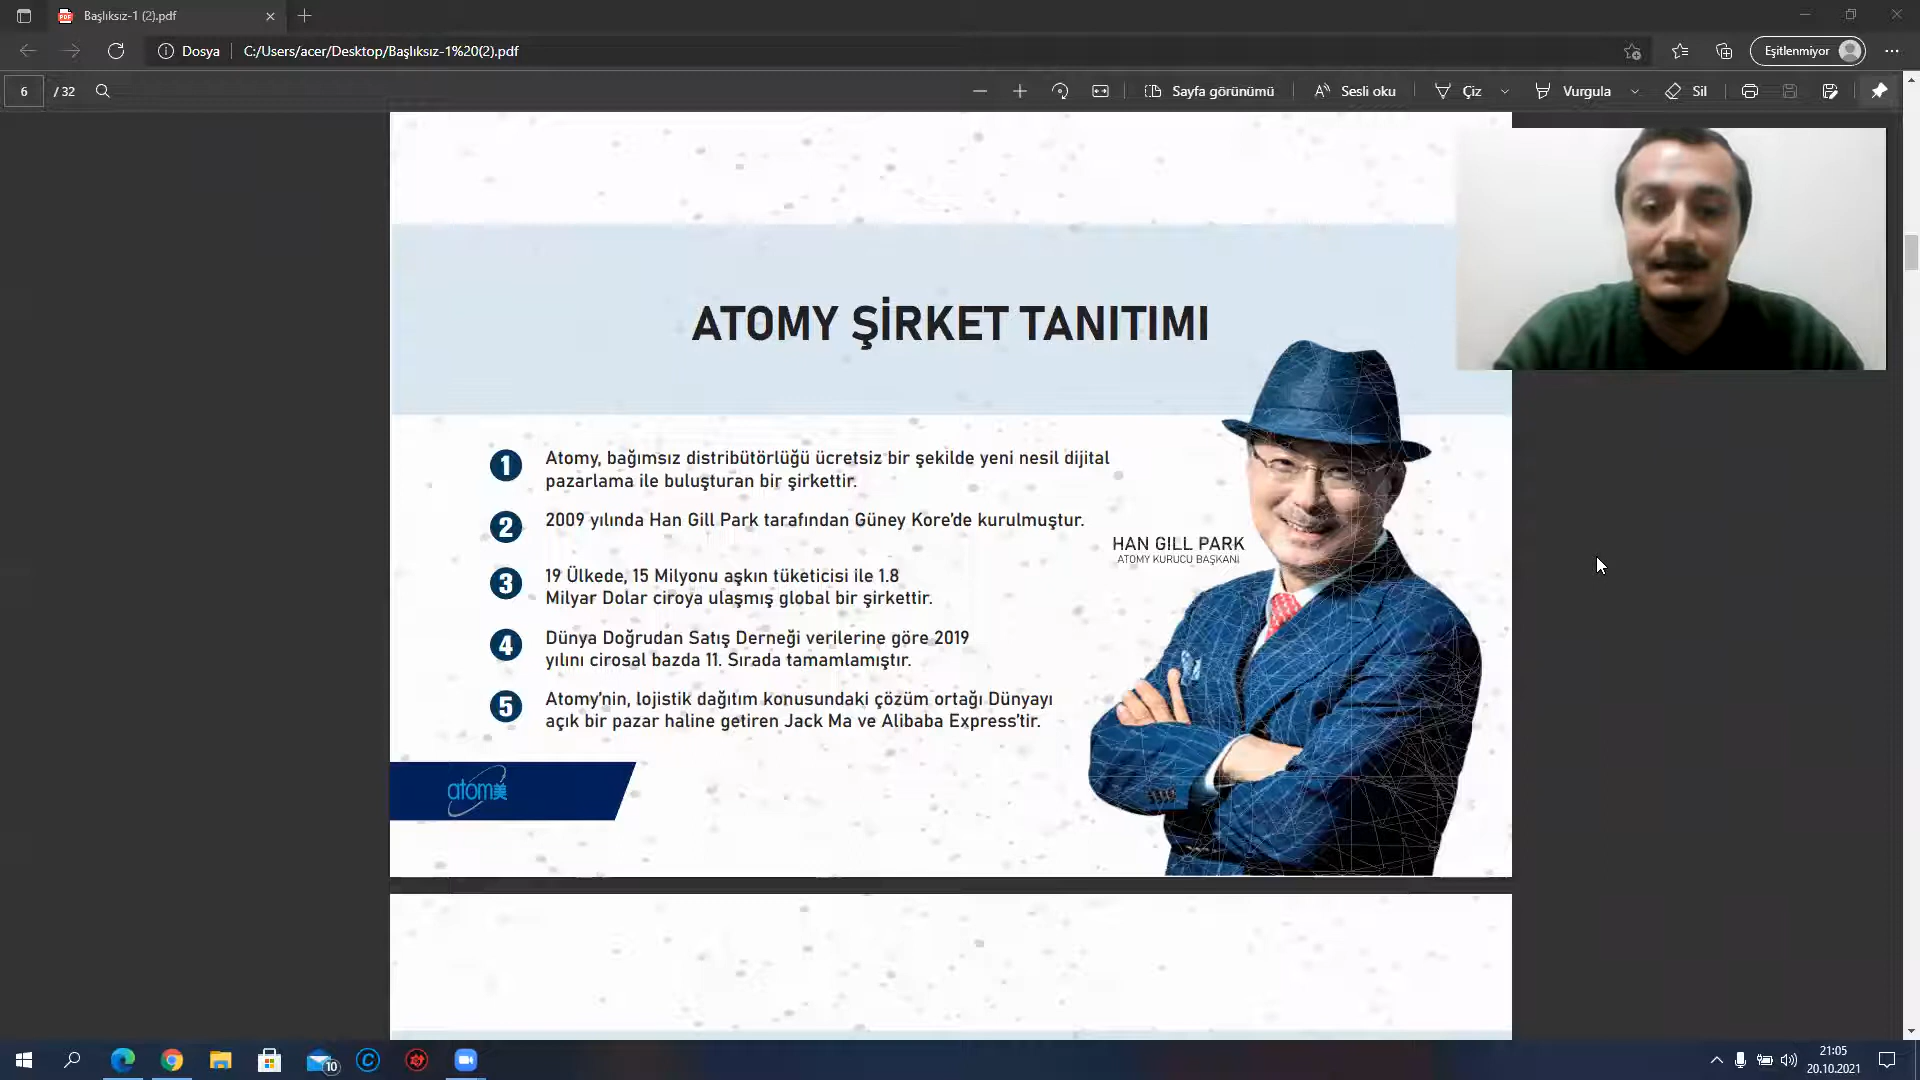 Başlıksız-1 (2).pdf
Dosya
C:/Users/acer/Desktop/Başlıksız-1%20(2).pdf
Eşitlenmiyor
6
/ 32
Sayfa görünümü
Sesli oku
Çiz
Vurgula
Sil
ATOMY ŞİRKET TANITIMI
1
Atomy, bağımsız distribütörlüğü ücretsiz bir şekilde yeni nesil dijital
pazarlama ile buluşturan bir şirkettir.
2
2009 yılında Han Gill Park tarafından Güney Kore'de kurulmuştur.
HAN GILL PARK
ATOMY KURUCU BAŞKANI
3
19 Ülkede, 15 Milyonu aşkın tüketicisi ile 1.8
Milyar Dolar ciroya ulaşmış global bir şirkettir.
4
Dünya Doğrudan Satış Derneği verilerine göre 2019
yılını cirosal bazda 11. Sırada tamamlamıştır.
5
Atomy'nin, lojistik dağıtım konusundaki çözüm ortağı Dünyayı
açık bir pazar haline getiren Jack Ma ve Alibaba Express'tir.
atom美
10
21:05
20.10.2021